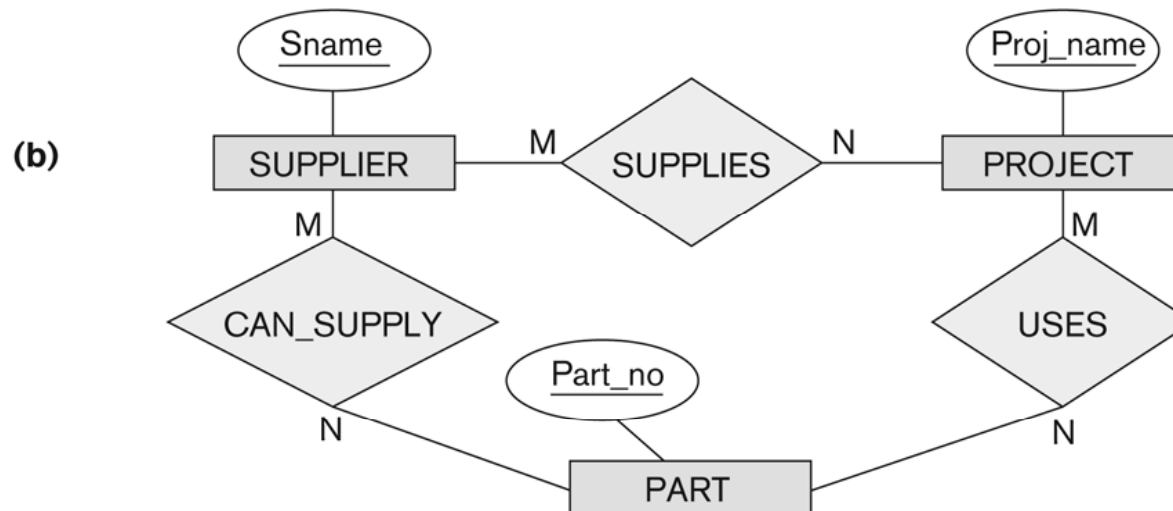 Sname
Proj_name
(b)
SUPPLIER
M
SUPPLIES
N
PROJECT
M
M
CAN_SUPPLY
USES
Part_no
N
N
PART